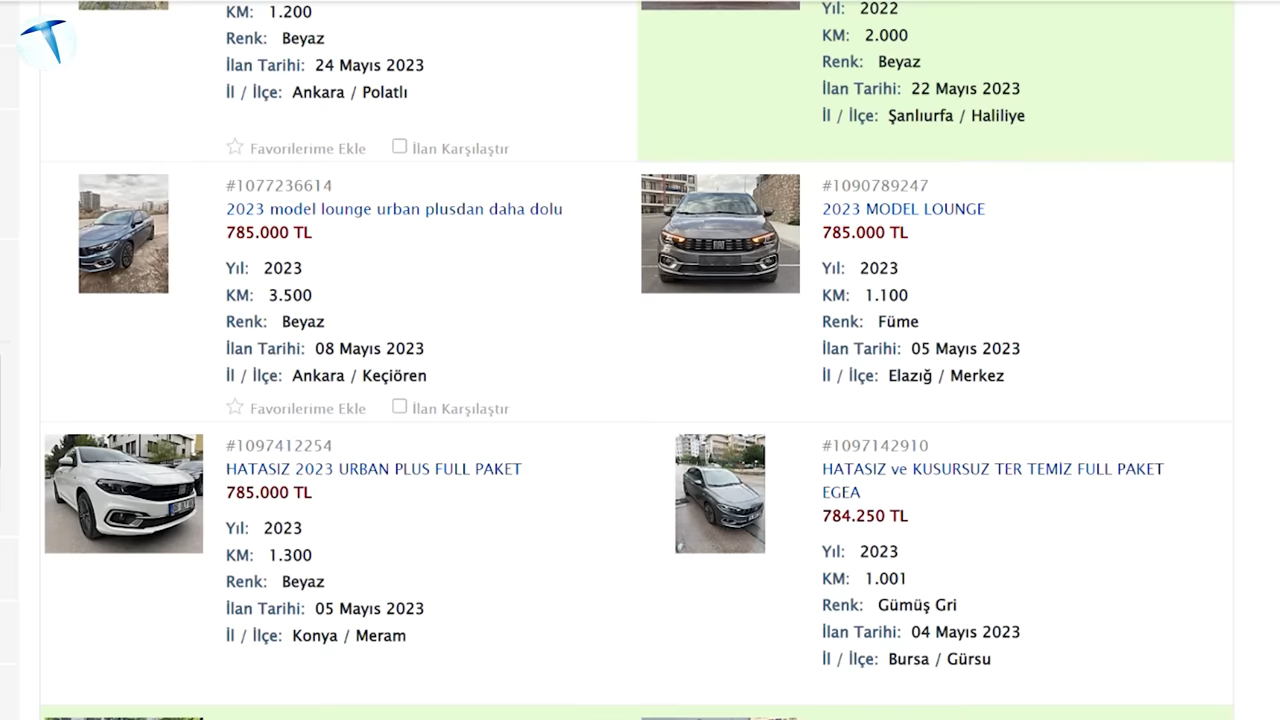 KM: 1.200
Renk: Beyaz
İlan Tarihi: 24 Mayıs 2023
İl / İlçe: Ankara / Polatlı
Favorilerime Ekle İlan Karşılaştır
Yıl: 2022
KM: 2.000
Renk: Beyaz
İlan Tarihi: 22 Mayıs 2023
İl / İlçe: Şanlıurfa / Haliliye
#1077236614
2023 model lounge urban plusdan daha dolu
785.000 TL
Yıl: 2023
KM: 3.500
Renk: Beyaz
İlan Tarihi: 08 Mayıs 2023
İl / İlçe: Ankara / Keçiören
Favorilerime Ekle İlan Karşılaştır
#1090789247
2023 MODEL LOUNGE
785.000 TL
Yıl: 2023
KM: 1.100
Renk: Füme
İlan Tarihi: 05 Mayıs 2023
İl / İlçe: Elazığ / Merkez
#1097412254
HATASIZ 2023 URBAN PLUS FULL PAKET
785.000 TL
Yıl: 2023
KM: 1.300
Renk: Beyaz
İlan Tarihi: 05 Mayıs 2023
İl / İlçe: Konya / Meram
#1097142910
HATASIZ ve KUSURSUZ TER TEMİZ FULL PAKET
EGEA
784.250 TL
Yıl: 2023
KM: 1.001
Renk: Gümüş Gri
İlan Tarihi: 04 Mayıs 2023
İl / İlçe: Bursa / Gürsu